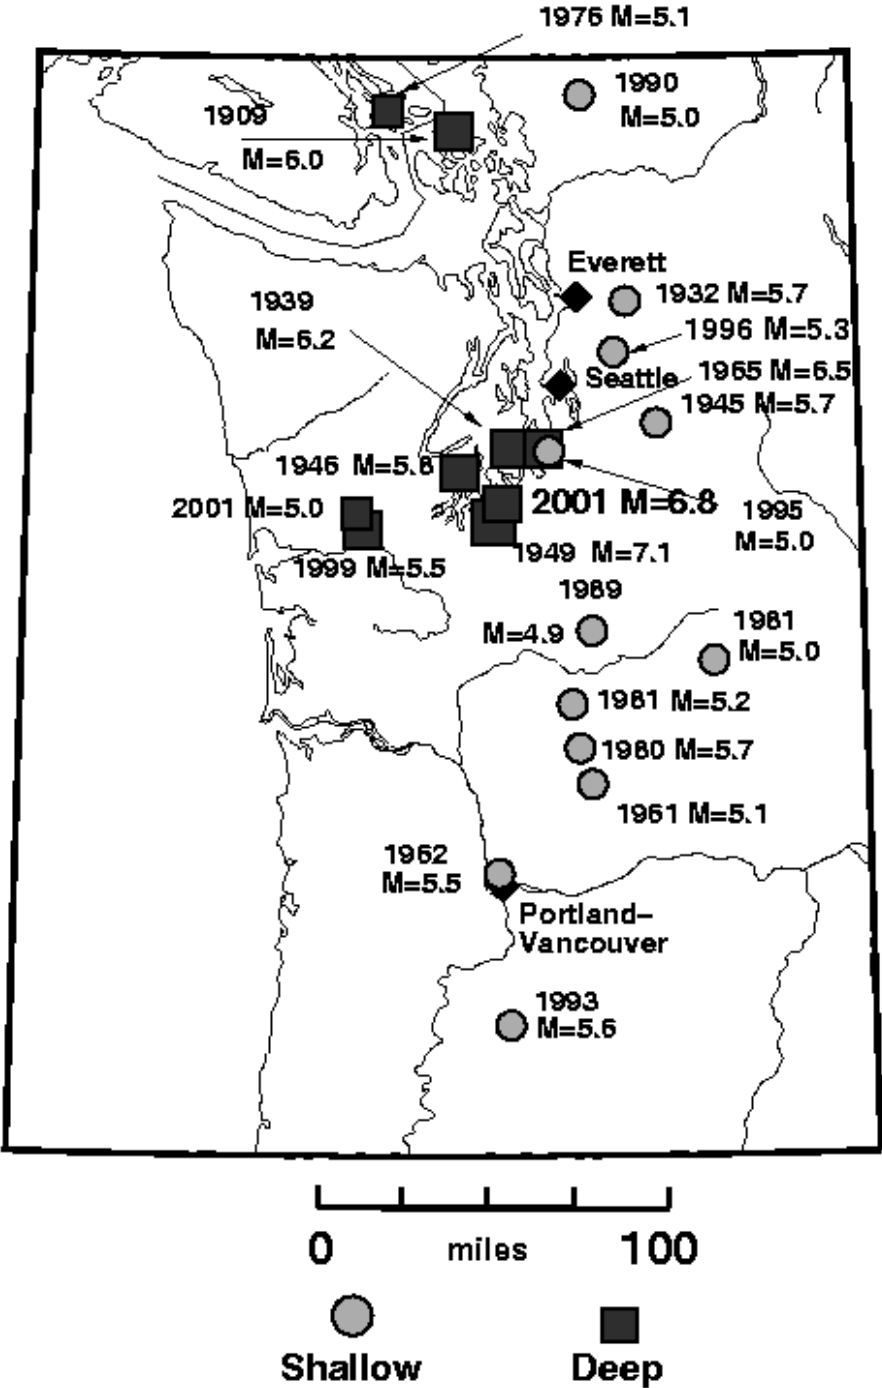 1976 M=5.1
1990
M=5.0
1909
M=6.0
Everett
1932 M=5.7
1939
M=6.2
1996 M=5.3
Seattle
1965 M=6.5
1945 M=5.7
1946 M=5.8
2001 M=5.0
2001 M=6.8
1995
M=5.0
1999 M=5.5
1949 M=7.1
1989
M=4.9
1981
M=5.0
1981 M=5.2
1980 M=5.7
1961 M=5.1
1962
M=5.5
Portland–
Vancouver
1993
M=5.6
0 miles 100
Shallow Deep